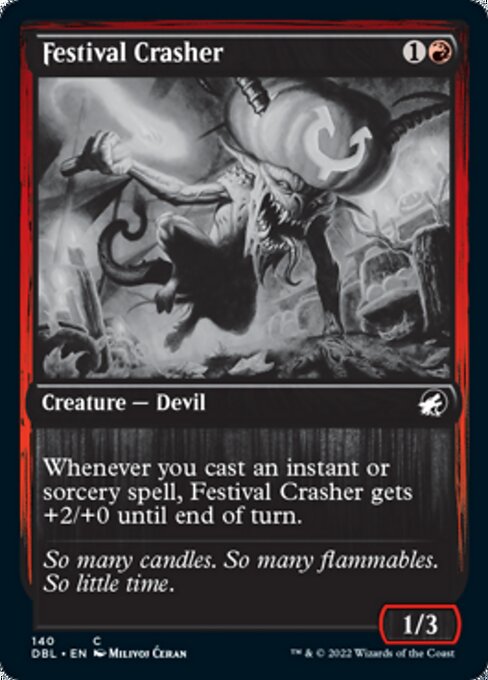 Festival Crasher 1
Creature — Devil
Whenever you cast an instant or
sorcery spell, Festival Crasher gets
+2/+0 until end of turn.
So many candles. So many flammables.
So little time.
1/3
140 C
DBL • EN Milivoj Ćeran ™ & © 2022 Wizards of the Coast